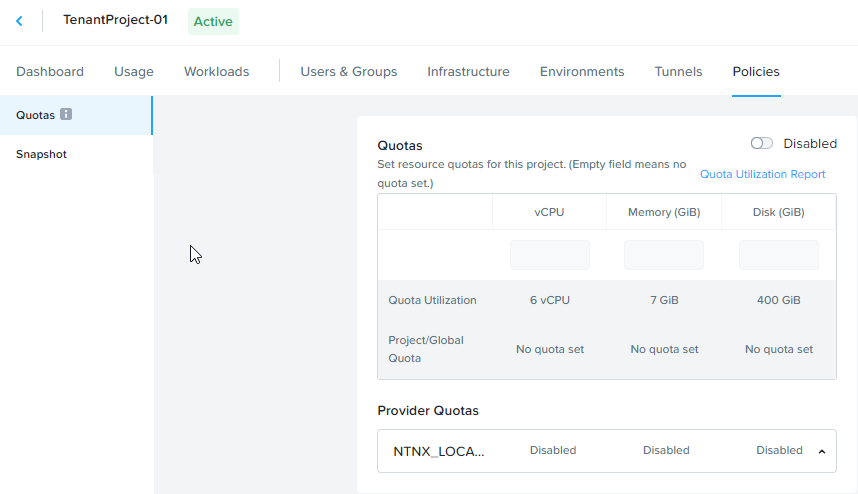 TenantProject-01 Active
Dashboard Usage Workloads Users & Groups Infrastructure Environments Tunnels Policies
Quotas
Snapshot
Quotas Disabled
Set resource quotas for this project. (Empty field means no
quota set.)
Quota Utilization Report
vCPU Memory (GiB) Disk (GiB)
Quota Utilization 6 vCPU 7 GiB 400 GiB
Project/Global
Quota No quota set No quota set No quota set
Provider Quotas
NTNX_LOCA... Disabled Disabled Disabled